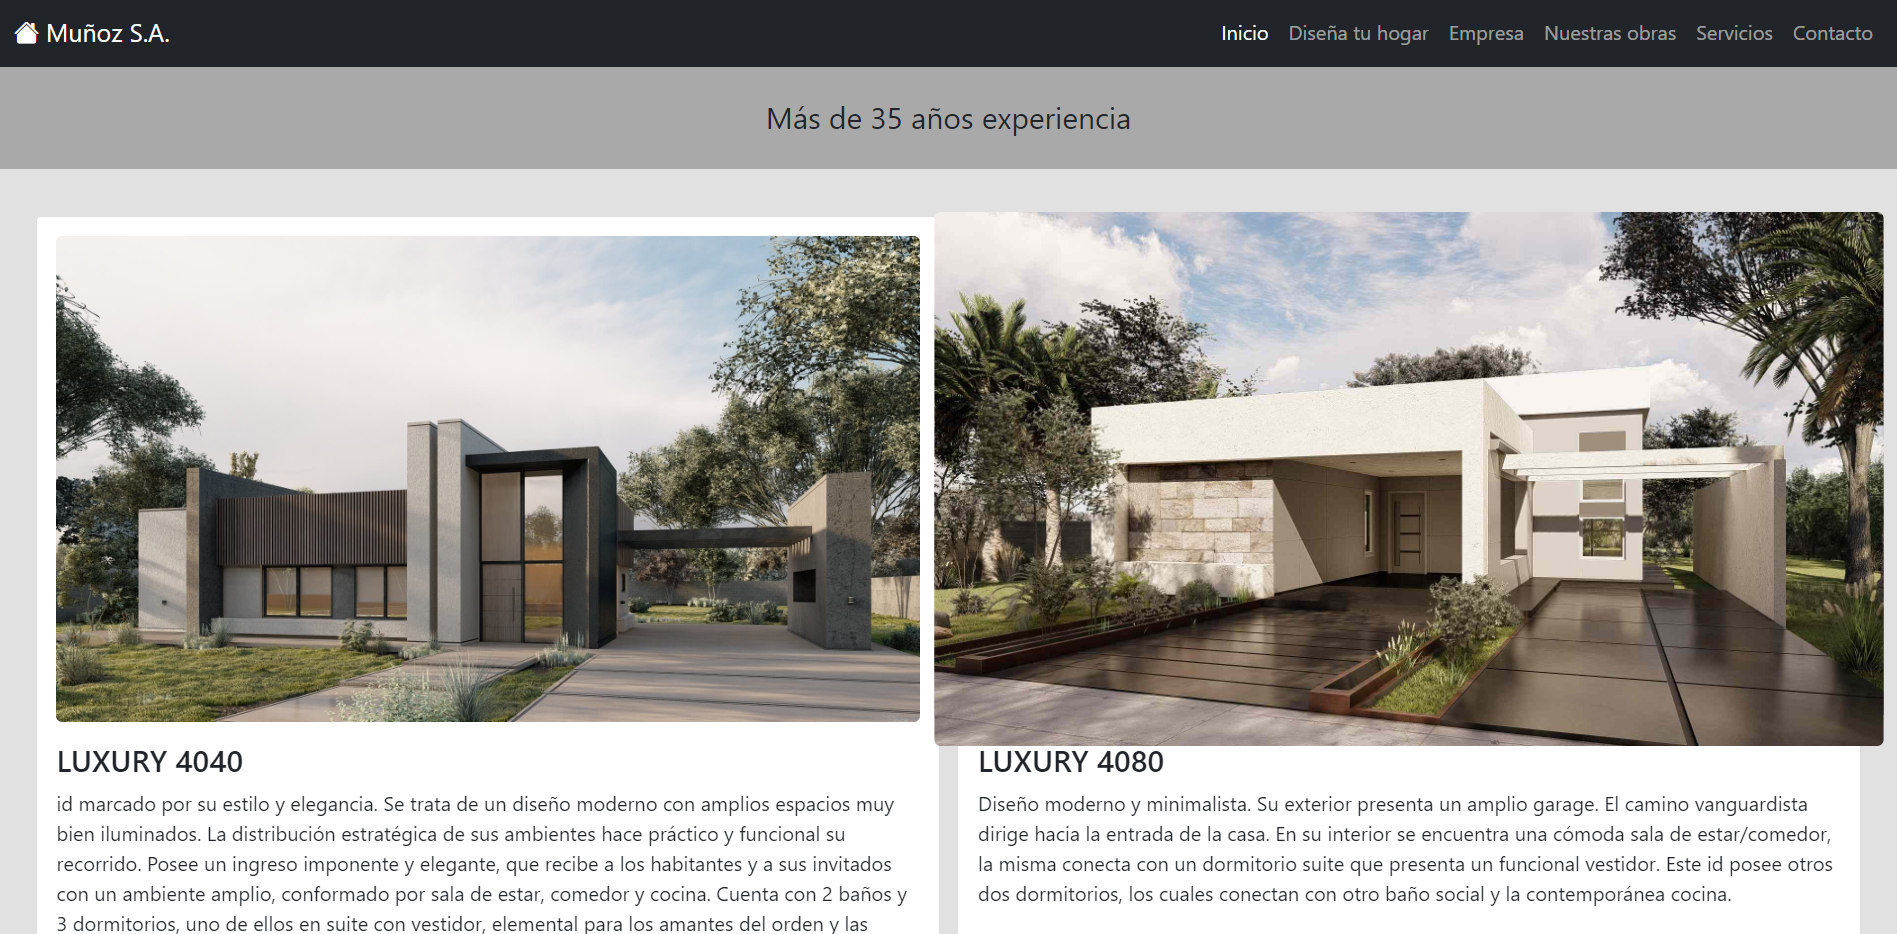 Muñoz S.A.
Inicio Diseña tu hogar Empresa Nuestras obras Servicios Contacto
Más de 35 años experiencia
LUXURY 4040
id marcado por su estilo y elegancia. Se trata de un diseño moderno con amplios espacios muy
bien iluminados. La distribución estratégica de sus ambientes hace práctico y funcional su
recorrido. Posee un ingreso imponente y elegante, que recibe a los habitantes y a sus invitados
con un ambiente amplio, conformado por sala de estar, comedor y cocina. Cuenta con 2 baños y
3 dormitorios, uno de ellos en suite con vestidor, elemental para los amantes del orden y las
LUXURY 4080
Diseño moderno y minimalista. Su exterior presenta un amplio garage. El camino vanguardista
dirige hacia la entrada de la casa. En su interior se encuentra una cómoda sala de estar/comedor,
la misma conecta con un dormitorio suite que presenta un funcional vestidor. Este id posee otros
dos dormitorios, los cuales conectan con otro baño social y la contemporánea cocina.